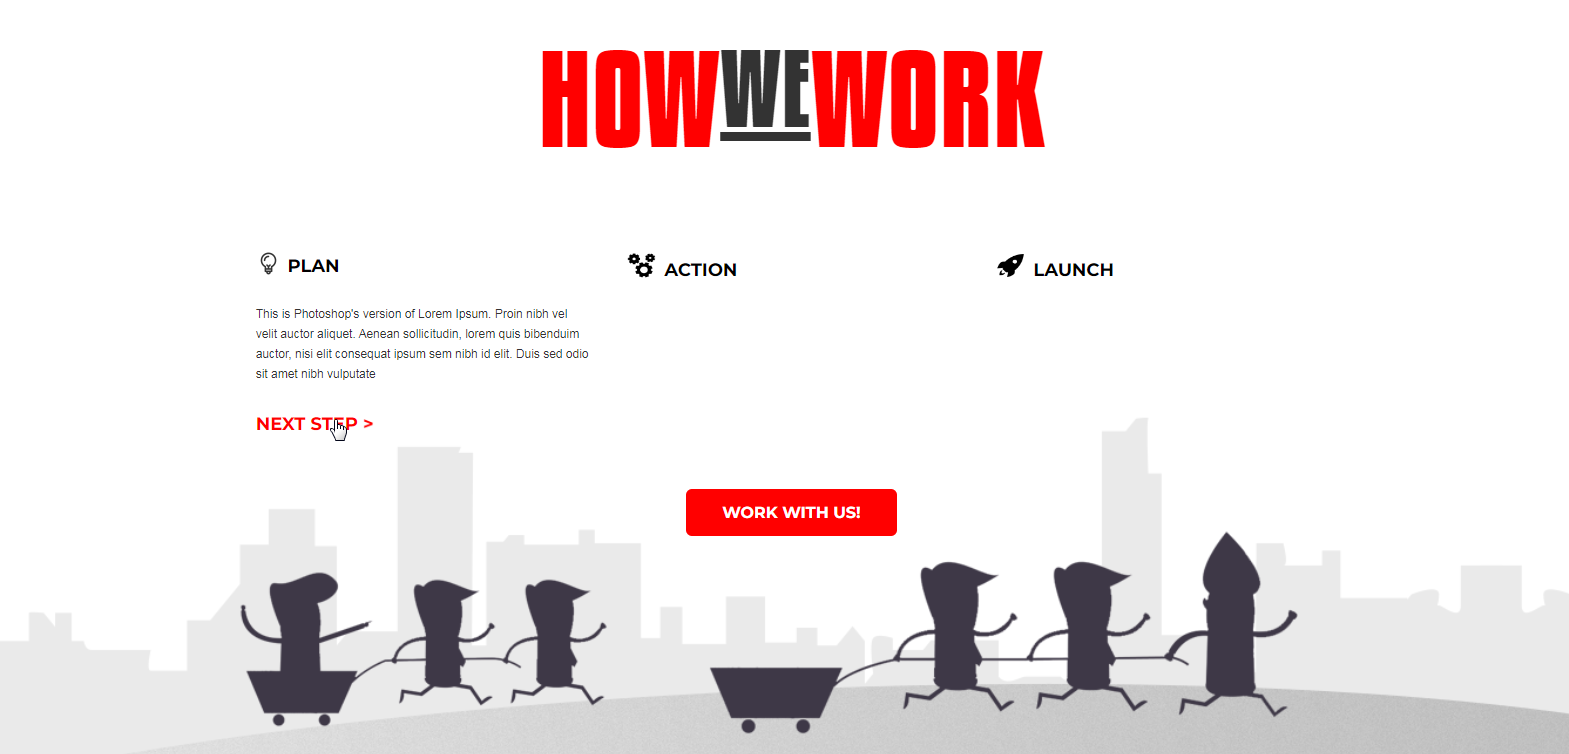 HOWWEWORK
PLAN
This is Photoshop's version of Lorem Ipsum. Proin nibh vel
velit auctor aliquet. Aenean sollicitudin, lorem quis bibendum
auctor, nisi elit consequat ipsum sem nibh id elit. Duis sed odio
sit amet nibh vulputate
NEXT STEP >
ACTION
LAUNCH
WORK WITH US!